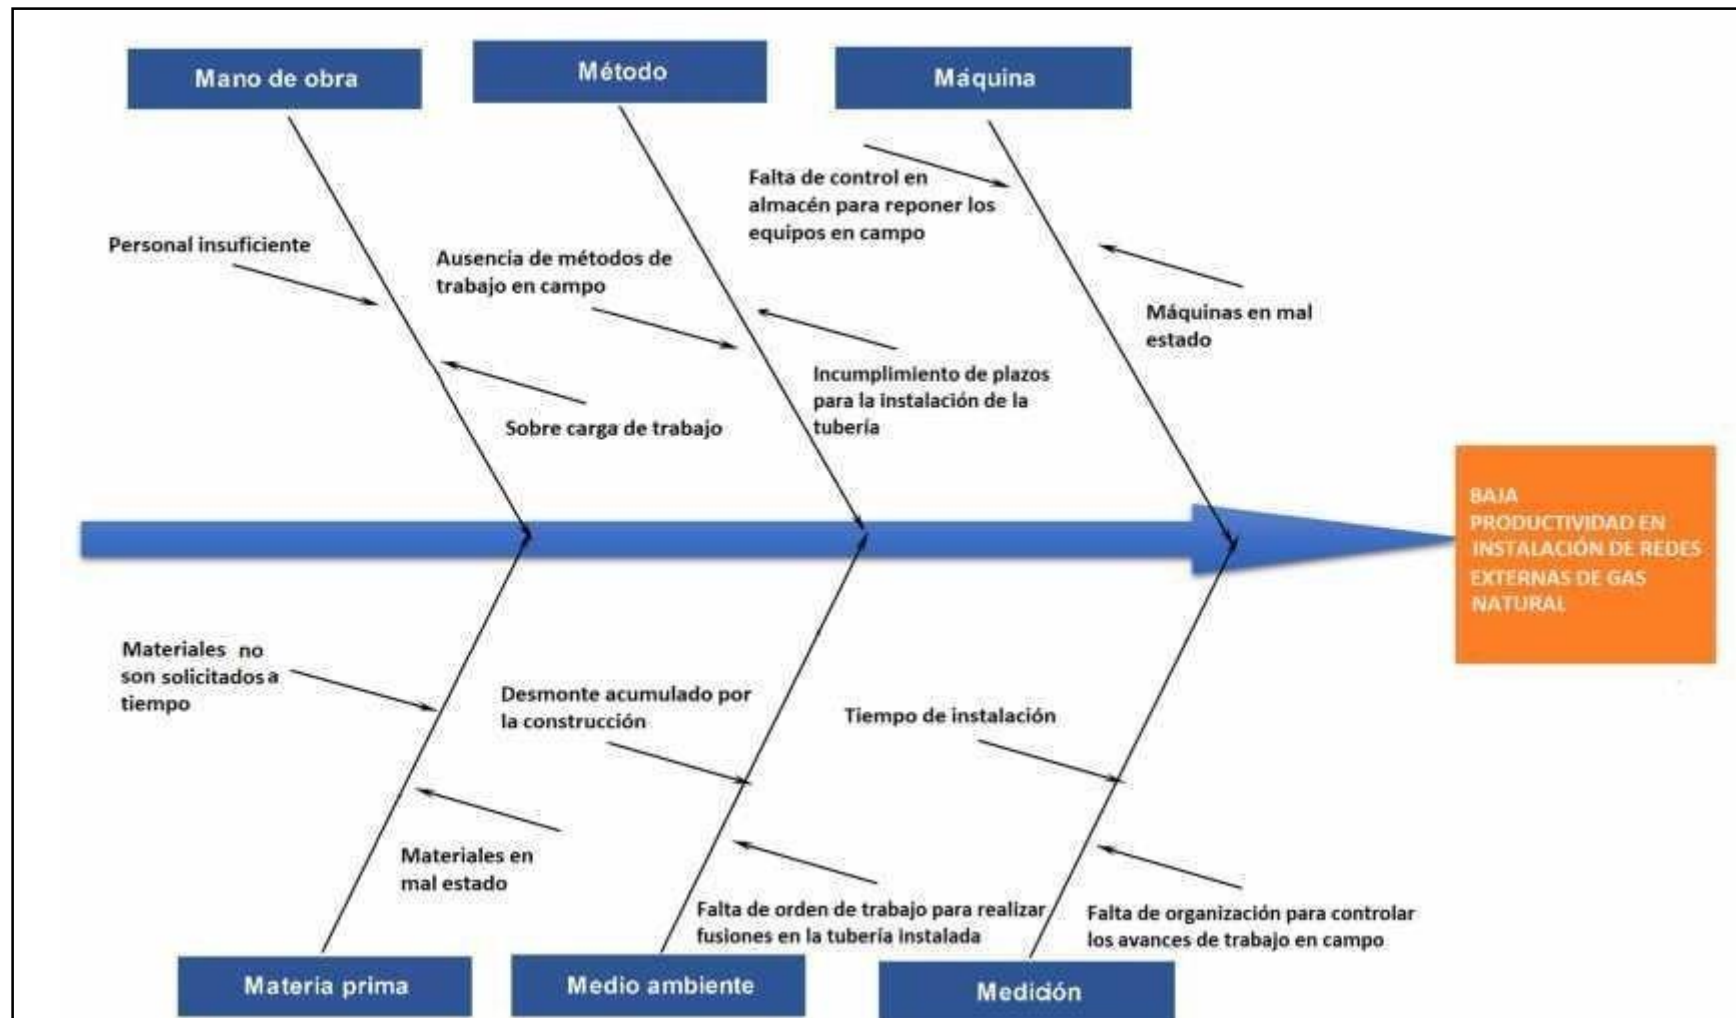 Mano de obra
Método
Máquina
Falta de control en
almacén para reponer los
equipos en campo
Personal insuficiente
Ausencia de métodos de
trabajo en campo
Máquinas en mal
estado
Incumplimiento de plazos
para la instalación de la
tubería
Sobre carga de trabajo
BAJA
PRODUCTIVIDAD EN
INSTALACIÓN DE REDES
EXTERNAS DE GAS
NATURAL
Materiales no
son solicitados a
tiempo
Desmonte acumulado por
la construcción
Tiempo de instalación
Materiales en
mal estado
Falta de orden de trabajo para realizar
fusiones en la tubería instalada
Falta de organización para controlar
los avances de trabajo en campo
Materia prima
Medio ambiente
Medición